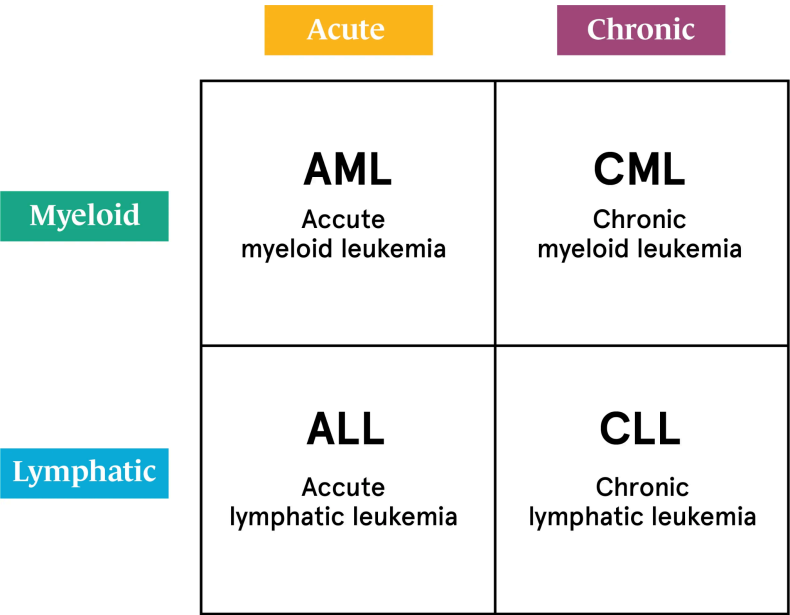 Acute
Chronic
Myeloid
AML
Accute
myeloid leukemia
CML
Chronic
myeloid leukemia
Lymphatic
ALL
Accute
lymphatic leukemia
CLL
Chronic
lymphatic leukemia